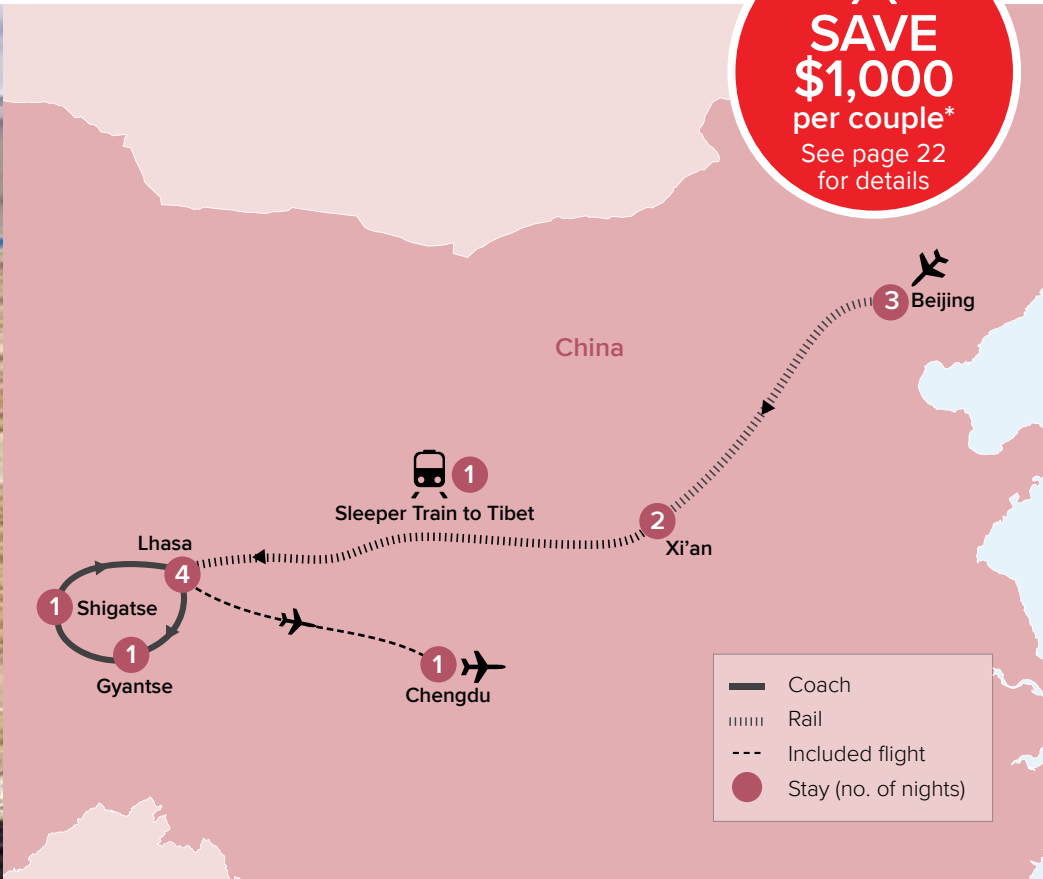 SAVE
$1,000
per couple*
See page 22
for details
3 Beijing
China
1
Sleeper Train to Tibet
2
Xi’an
Lhasa
4
1 Shigatse
1
Gyantse
1
Chengdu
Coach
Rail
Included flight
Stay (no. of nights)